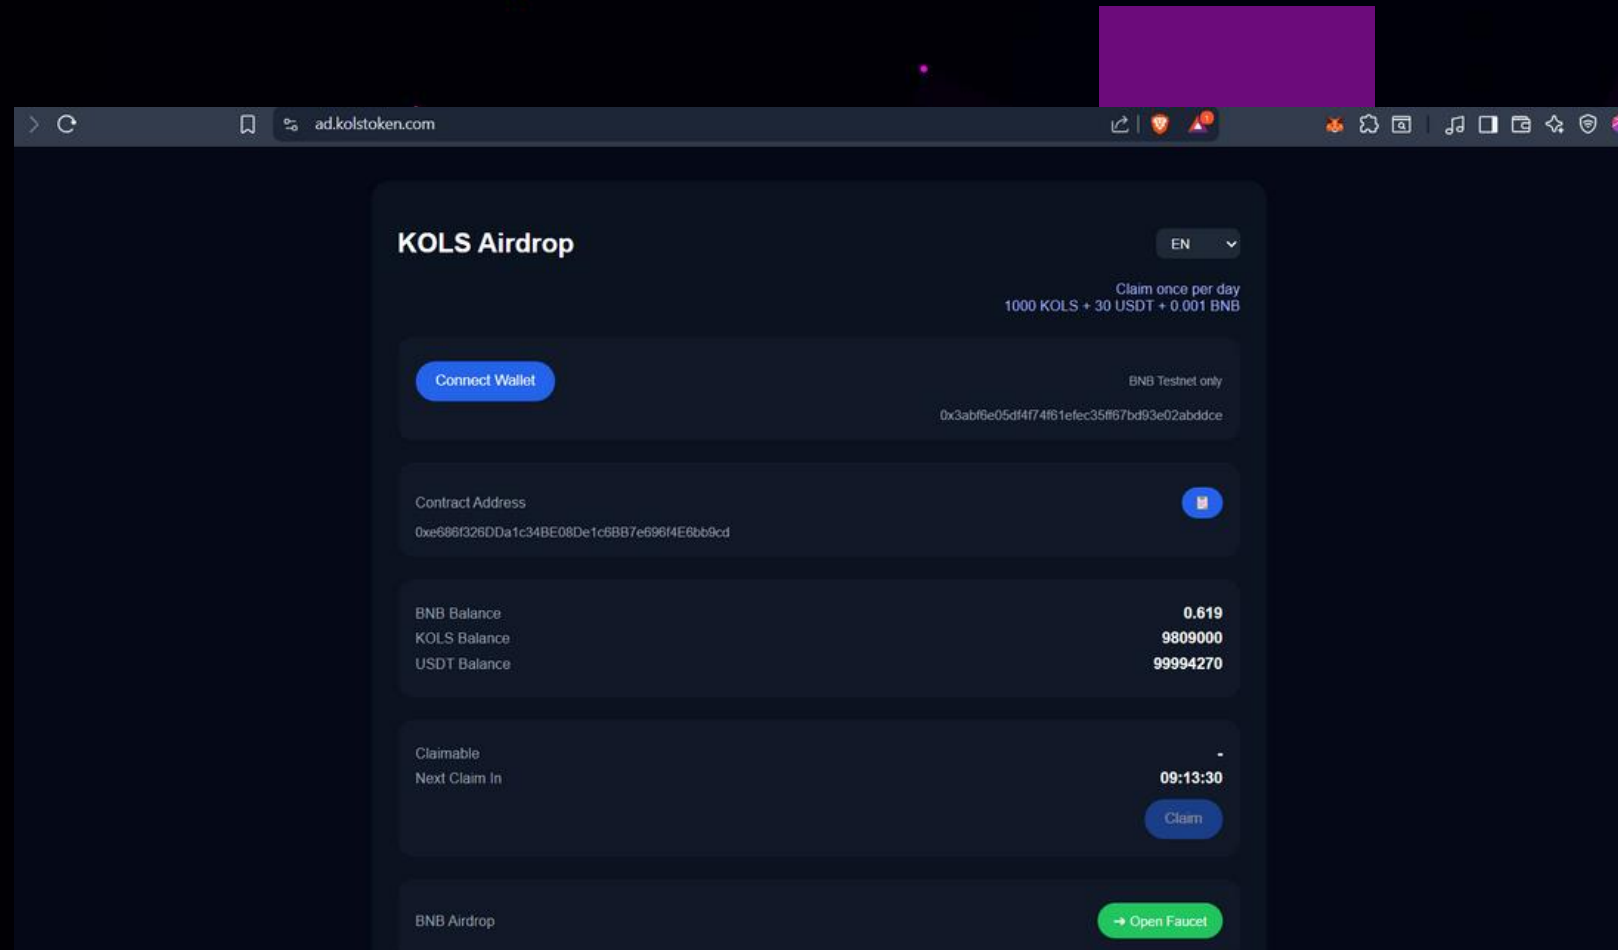 ad.kolstoken.com
1
KOLS Airdrop
EN
Claim once per day
1000 KOLS + 30 USDT + 0.001 BNB
Connect Wallet
BNB Testnet only
0x3abf6e05df4f74f61efec35ff67bd93e02abddce
Contract Address
0xe686f326DDa1c34BE08De1c6BB7e696f4E6bb9cd
BNB Balance 0.619
KOLS Balance 9809000
USDT Balance 99994270
Claimable -
Next Claim In 09:13:30
Claim
BNB Airdrop → Open Faucet